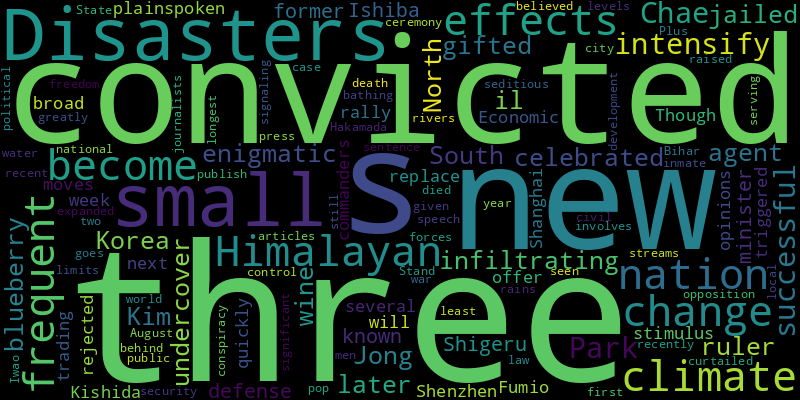 State plainspoken former Ishiba ceremony believed levels
Disasters effects Chae jailed
gifted Plus city raised intensify
convicted
political broad greatly journalists longest signaling case press death bathing Hakamada North rivers rally il seditious Economic development Though serving
freedom
national water recent moves expanded become enigmatic publish sentence South celebrated Bihar inmate agent
small s new
week two still commanders replace died given speech year Shanghai civil involves opinions minister triggered successful
frequent Korea articles forces
blueberry goes next undercover Himalayan infiltrating nation streams local
limits control wine Stand war offer seen rains
three
trading world Kim August behind public rejected quickly conspiracy significant several known will men Jong least Shigeru law recently Park change stimulus opposition ruler curtailed
Iwao Kishida security defense pop later Shenzhen Fumio first climate